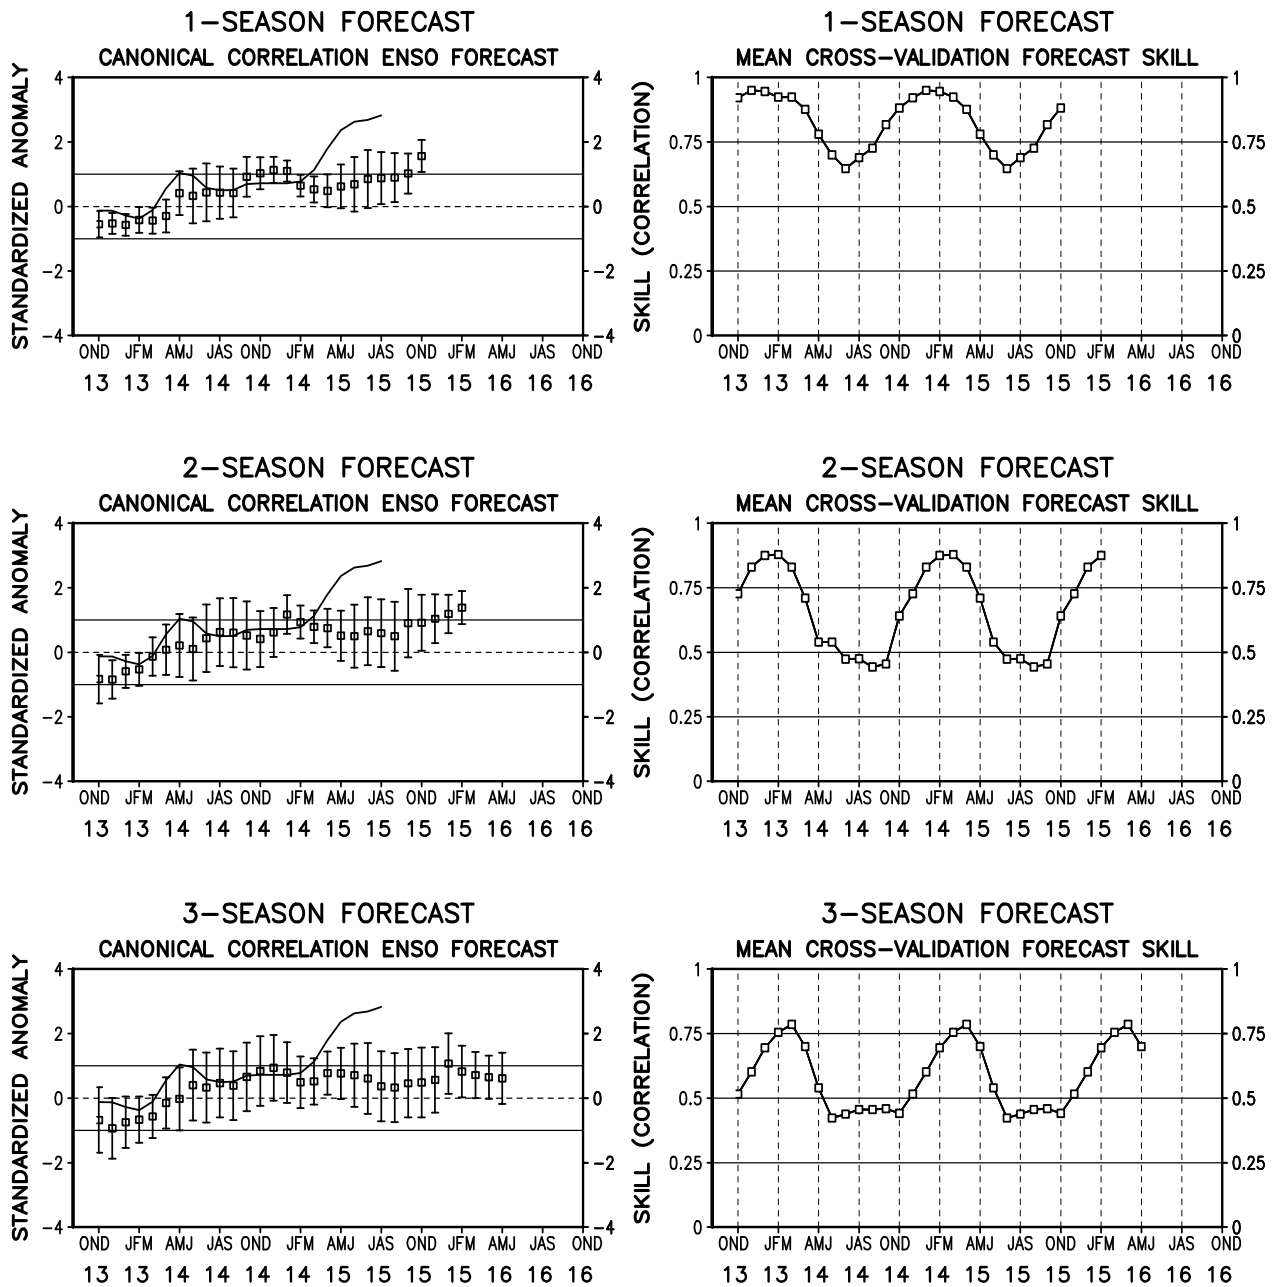 1-SEASON FORECAST
CANONICAL CORRELATION ENSO FORECAST
STANDARDIZED ANOMALY
4 4
2 2
0 0
-2 -2
-4 -4
OND JFM AMJ JAS OND JFM AMJ JAS OND JFM AMJ JAS OND
13 13 14 14 14 14 15 15 15 15 16 16 16
1-SEASON FORECAST
MEAN CROSS-VALIDATION FORECAST SKILL
SKILL (CORRELATION)
1 1
0.75 0.75
0.5 0.5
0.25 0.25
0 0
OND JFM AMJ JAS OND JFM AMJ JAS OND JFM AMJ JAS OND
13 13 14 14 14 14 15 15 15 15 16 16 16
2-SEASON FORECAST
CANONICAL CORRELATION ENSO FORECAST
STANDARDIZED ANOMALY
4 4
2 2
0 0
-2 -2
-4 -4
OND JFM AMJ JAS OND JFM AMJ JAS OND JFM AMJ JAS OND
13 13 14 14 14 14 15 15 15 15 16 16 16
2-SEASON FORECAST
MEAN CROSS-VALIDATION FORECAST SKILL
SKILL (CORRELATION)
1 1
0.75 0.75
0.5 0.5
0.25 0.25
0 0
OND JFM AMJ JAS OND JFM AMJ JAS OND JFM AMJ JAS OND
13 13 14 14 14 14 15 15 15 15 16 16 16
3-SEASON FORECAST
CANONICAL CORRELATION ENSO FORECAST
STANDARDIZED ANOMALY
4 4
2 2
0 0
-2 -2
-4 -4
OND JFM AMJ JAS OND JFM AMJ JAS OND JFM AMJ JAS OND
13 13 14 14 14 14 15 15 15 15 16 16 16
3-SEASON FORECAST
MEAN CROSS-VALIDATION FORECAST SKILL
SKILL (CORRELATION)
1 1
0.75 0.75
0.5 0.5
0.25 0.25
0 0
OND JFM AMJ JAS OND JFM AMJ JAS OND JFM AMJ JAS OND
13 13 14 14 14 14 15 15 15 15 16 16 16